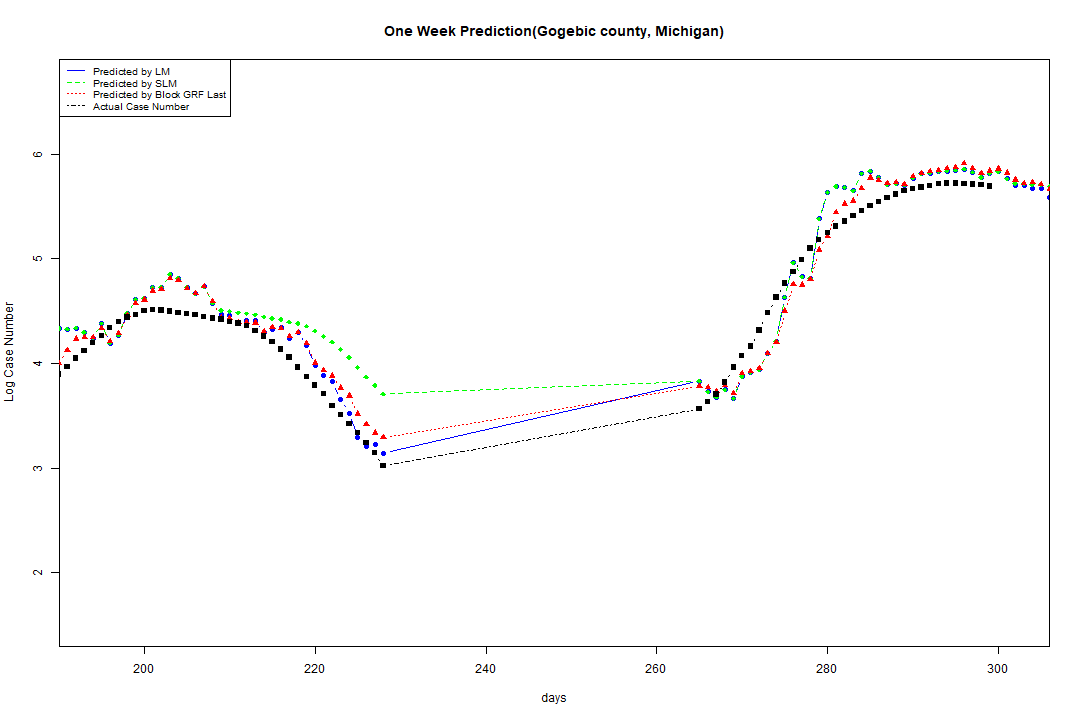 One Week Prediction(Gogebic county, Michigan)
Predicted by LM
Predicted by SLM
Predicted by Block GRF Last
Actual Case Number
6
5
4
3
2
Log Case Number
200 220 240 260 280 300
days